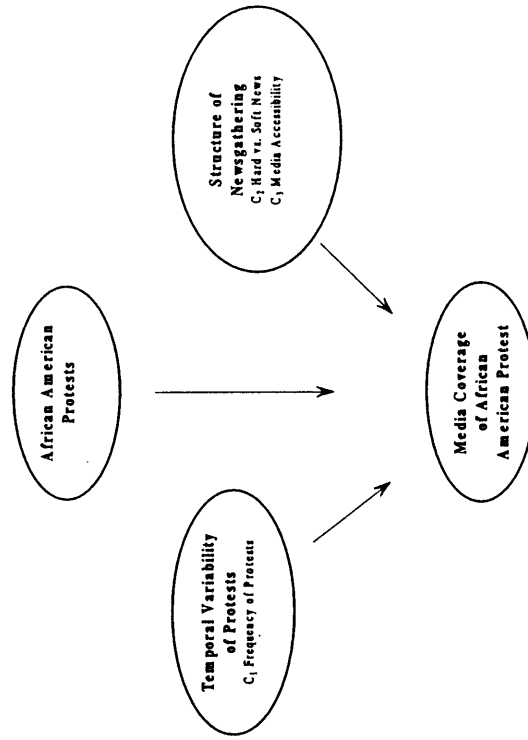 African American
Protests
Temporal Variability
of Protests
C₁ Frequency of Protests
Structure of
Newsgathering
C₂ Hard vs. Soft News
C₃ Media Accessibility
Media Coverage
of African
American Protest